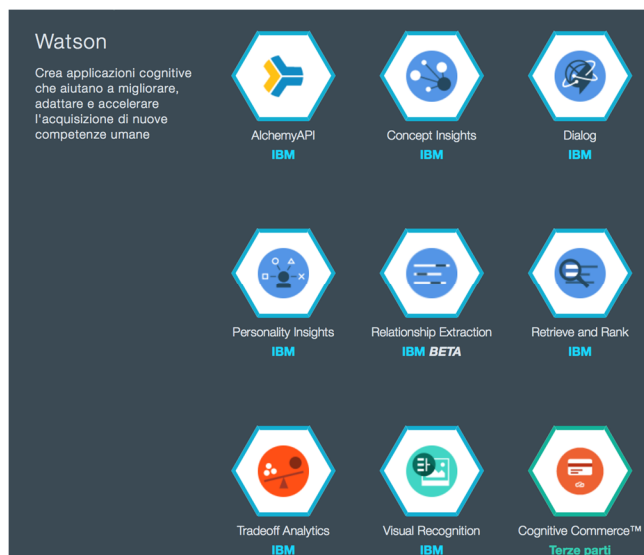 Watson
Crea applicazioni cognitive
che aiutano a migliorare,
adattare e accelerare
l'acquisizione di nuove
competenze umane
AlchemyAPI
IBM
Concept Insights
IBM
Dialog
IBM
Personality Insights
IBM
Relationship Extraction
IBM BETA
Retrieve and Rank
IBM
Tradeoff Analytics
IBM
Visual Recognition
IBM
Cognitive Commerce™
Terze parti